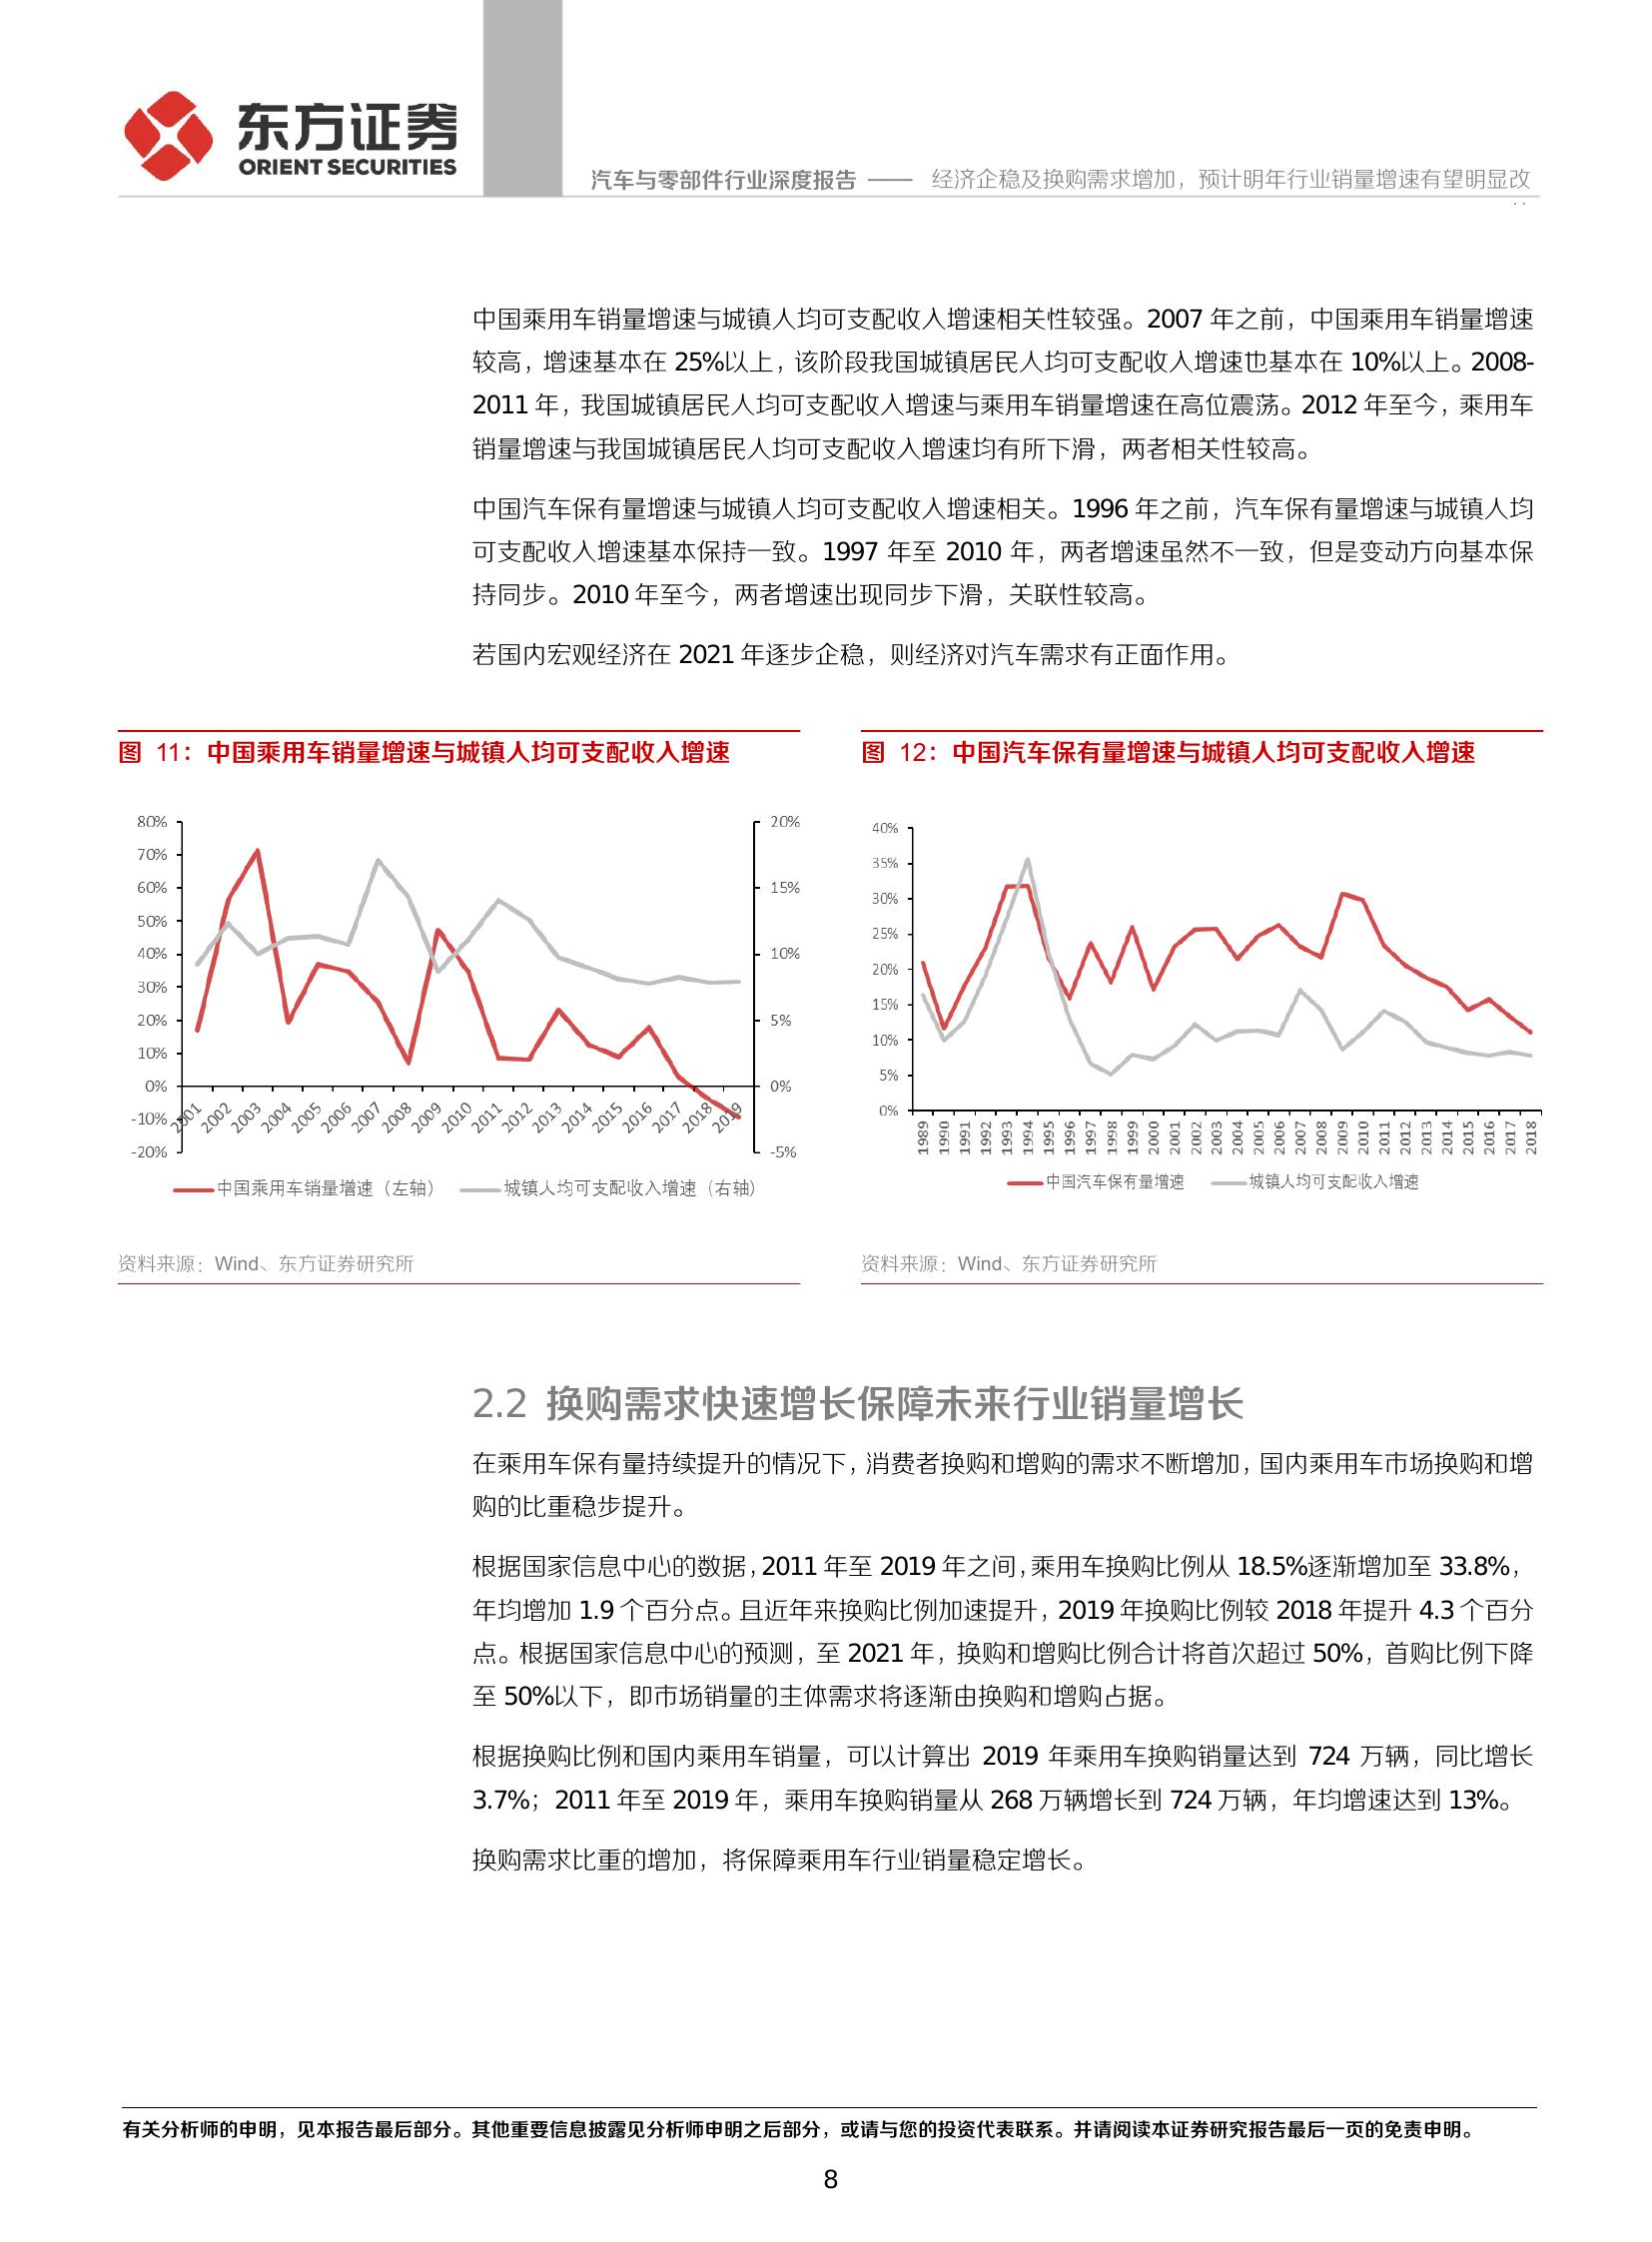 东方证券
ORIENT SECURITIES
汽车与零部件行业深度报告 —— 经济企稳及换购需求增加，预计明年行业销量增速有望明显改
中国乘用车销量增速与城镇人均可支配收入增速相关性较强。2007 年之前，中国乘用车销量增速
较高，增速基本在 25%以上，该阶段我国城镇居民人均可支配收入增速也基本在 10%以上。2008-
2011 年，我国城镇居民人均可支配收入增速与乘用车销量增速在高位震荡。2012 年至今，乘用车
销量增速与我国城镇居民人均可支配收入增速均有所下滑，两者相关性较高。
中国汽车保有量增速与城镇人均可支配收入增速相关。1996 年之前，汽车保有量增速与城镇人均
可支配收入增速基本保持一致。1997 年至 2010 年，两者增速虽然不一致，但是变动方向基本保
持同步。2010 年至今，两者增速出现同步下滑，关联性较高。
若国内宏观经济在 2021 年逐步企稳，则经济对汽车需求有正面作用。
图 11：中国乘用车销量增速与城镇人均可支配收入增速
80%
70%
60%
50%
40%
30%
20%
10%
0%
-10%
-20%
20%
15%
10%
5%
0%
-5%
2001 2002 2003 2004 2005 2006 2007 2008 2009 2010 2011 2012 2013 2014 2015 2016 2017 2018 2019
中国乘用车销量增速（左轴） 城镇人均可支配收入增速（右轴）
资料来源：Wind、东方证券研究所
图 12：中国汽车保有量增速与城镇人均可支配收入增速
40%
35%
30%
25%
20%
15%
10%
5%
0%
1989 1990 1991 1992 1993 1994 1995 1996 1997 1998 1999 2000 2001 2002 2003 2004 2005 2006 2007 2008 2009 2010 2011 2012 2013 2014 2015 2016 2017 2018
中国汽车保有量增速 城镇人均可支配收入增速
资料来源：Wind、东方证券研究所
2.2 换购需求快速增长保障未来行业销量增长
在乘用车保有量持续提升的情况下，消费者换购和增购的需求不断增加，国内乘用车市场换购和增
购的比重稳步提升。
根据国家信息中心的数据，2011 年至 2019 年之间，乘用车换购比例从 18.5%逐渐增加至 33.8%，
年均增加 1.9 个百分点。且近年来换购比例加速提升，2019 年换购比例较 2018 年提升 4.3 个百分
点。根据国家信息中心的预测，至 2021 年，换购和增购比例合计将首次超过 50%，首购比例下降
至 50%以下，即市场销量的主体需求将逐渐由换购和增购占据。
根据换购比例和国内乘用车销量，可以计算出 2019 年乘用车换购销量达到 724 万辆，同比增长
3.7%；2011 年至 2019 年，乘用车换购销量从 268 万辆增长到 724 万辆，年均增速达到 13%。
换购需求比重的增加，将保障乘用车行业销量稳定增长。
有关分析师的申明，见本报告最后部分。其他重要信息披露见分析师申明之后部分，或请与您的投资代表联系。并请阅读本证券研究报告最后一页的免责申明。
8